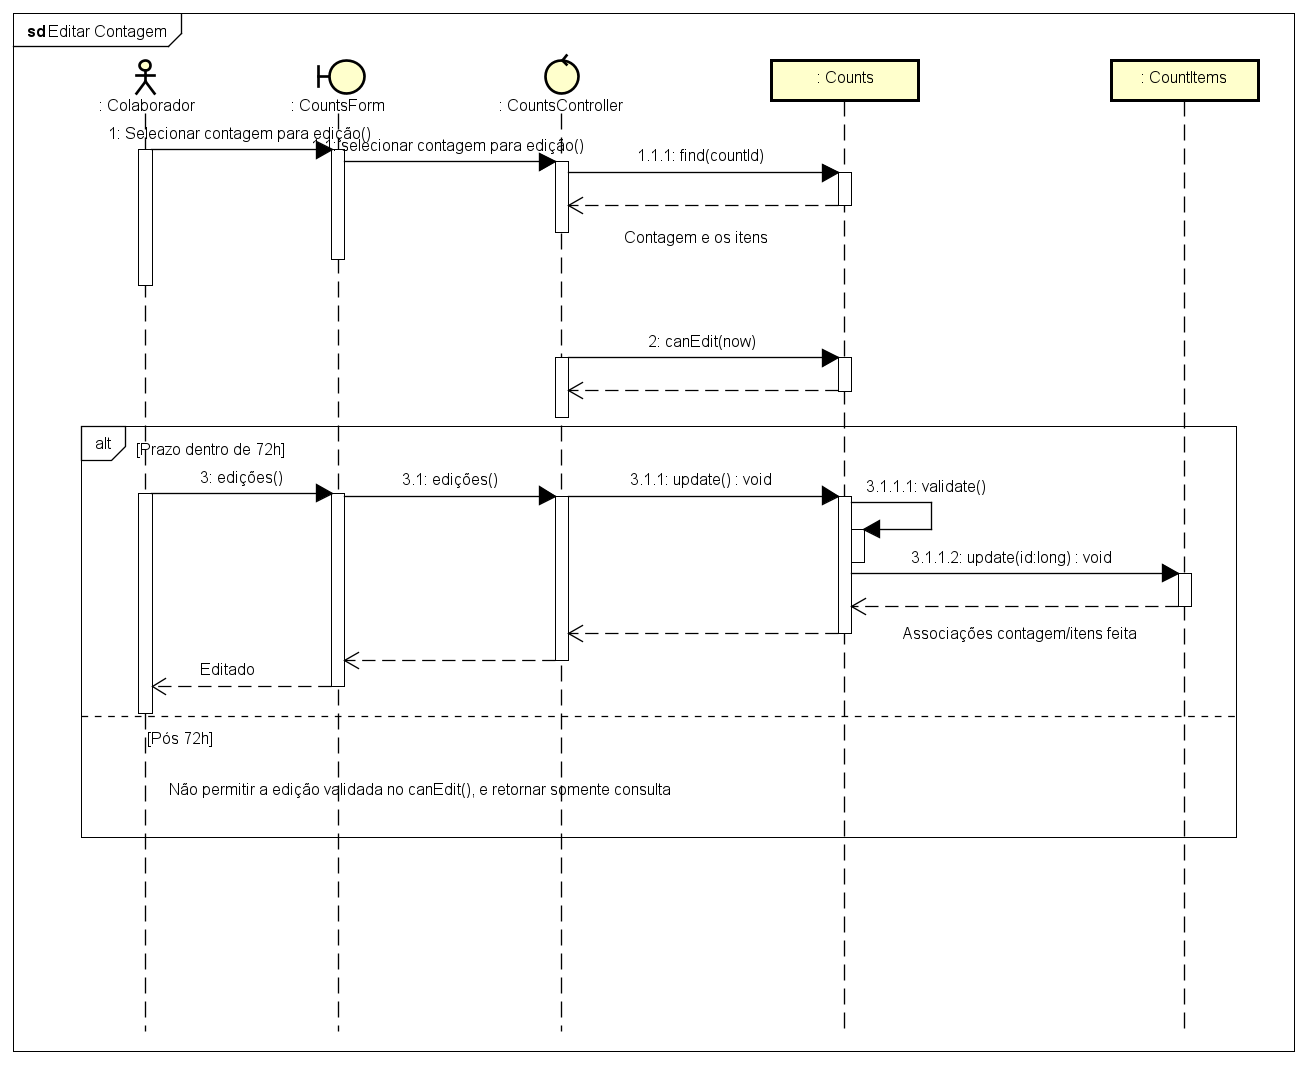 sd Editar Contagem
: Colaborador
: CountsForm
: CountsController
: Counts
: CountItems
1: Selecionar contagem para edição()
selecionar contagem para edição()
1.1.1: find(countId)
Contagem e os itens
2: canEdit(now)
alt
[Prazo dentro de 72h]
3: edições()
3.1: edições()
3.1.1: update() : void
3.1.1.1: validate()
3.1.1.2: update(id:long) : void
Associações contagem/itens feita
Editado
[Pós 72h]
Não permitir a edição validada no canEdit(), e retornar somente consulta